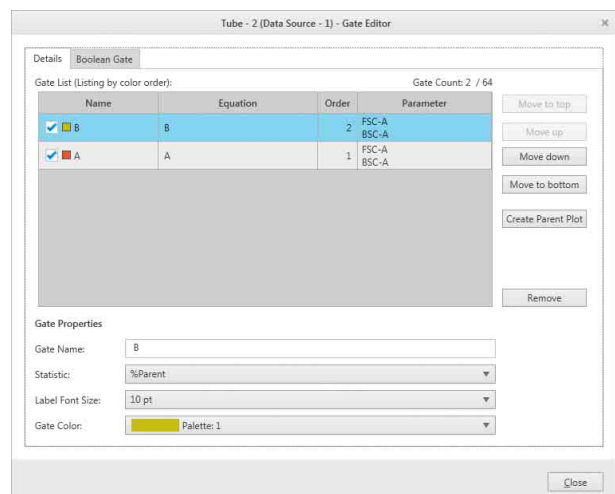 Tube - 2 (Data Source - 1) - Gate Editor
Details Boolean Gate
Gate List (Listing by color order): Gate Count: 2 / 64
Name Equation Order Parameter
B B 2 FSC-A
BSC-A
A A 1 FSC-A
BSC-A
Move to top
Move up
Move down
Move to bottom
Create Parent Plot
Remove
Gate Properties
Gate Name: B
Statistic: %Parent
Label Font Size: 10 pt
Gate Color: Palette: 1
Close